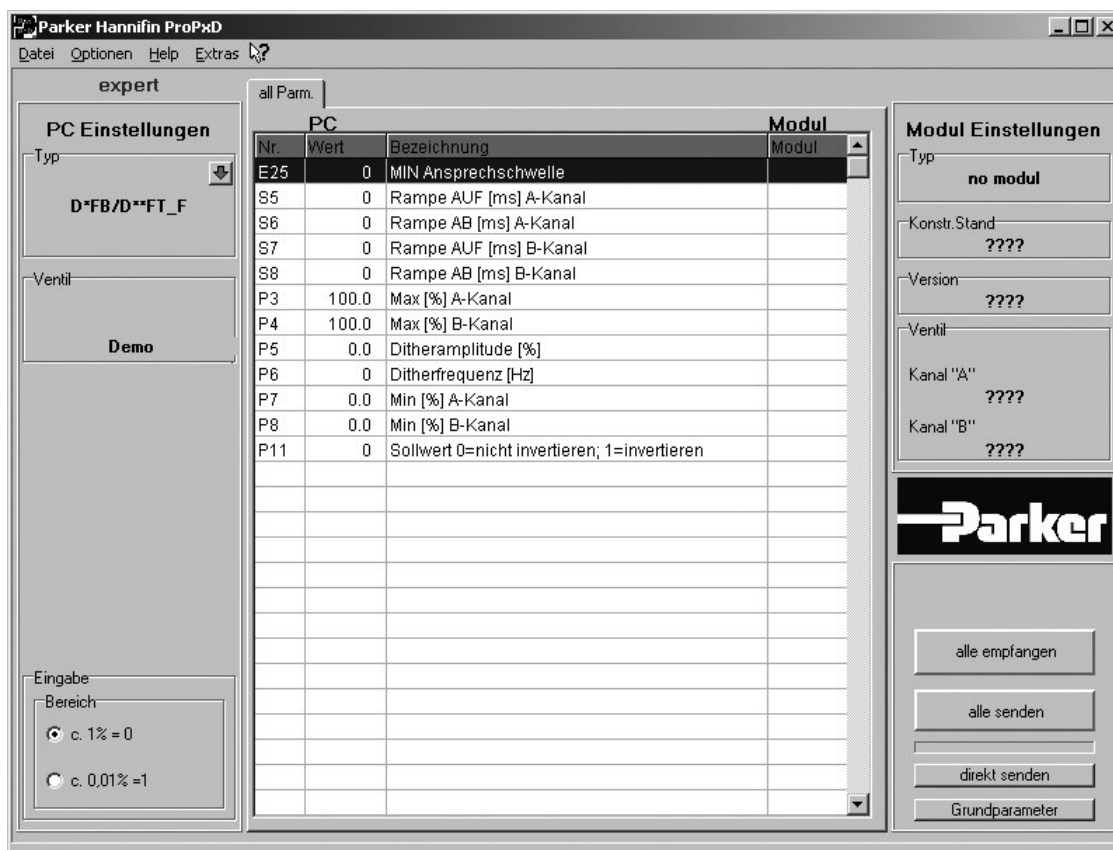 Parker Hannifin ProPxD
Datei Optionen Help Extras
expert
PC Einstellungen
Typ
D*FB/D**FT_F
Ventil
Demo
Eingabe
Bereich
c. 1% = 0
c. 0,01% =1
all Parm.
PC Modul
Nr. Wert Bezeichnung Modul
E25 0 MIN Ansprechschwelle
S5 0 Rampe AUF [ms] A-Kanal
S6 0 Rampe AB [ms] A-Kanal
S7 0 Rampe AUF [ms] B-Kanal
S8 0 Rampe AB [ms] B-Kanal
P3 100.0 Max [%] A-Kanal
P4 100.0 Max [%] B-Kanal
P5 0.0 Ditheramplitude [%]
P6 0 Ditherfrequenz [Hz]
P7 0.0 Min [%] A-Kanal
P8 0.0 Min [%] B-Kanal
P11 0 Sollwert 0=nicht invertieren; 1=invertieren
Modul Einstellungen
Typ
no modul
Konstr.Stand
????
Version
????
Ventil
Kanal "A"
????
Kanal "B"
????
Parker
alle empfangen
alle senden
direkt senden
Grundparameter